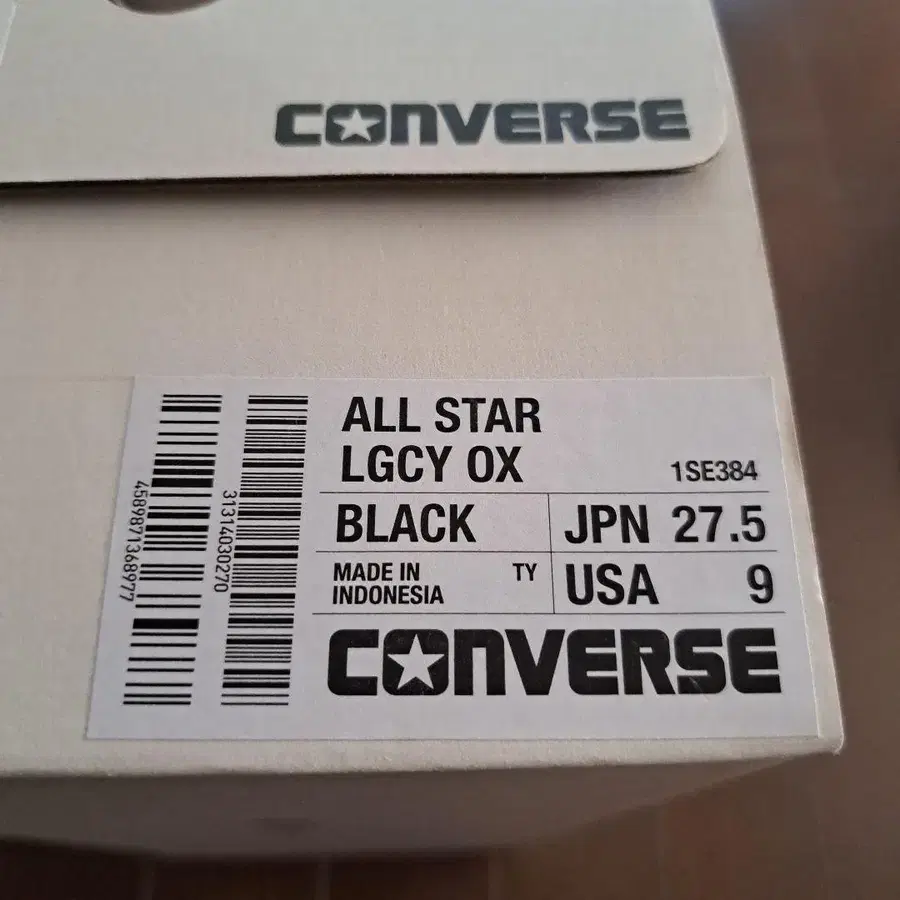 CONVERSE
ALL STAR
LGCY OX
1SE384
BLACK
JPN 27.5
MADE IN
INDONESIA
TY
USA 9
CONVERSE
4589871368977
31314030270